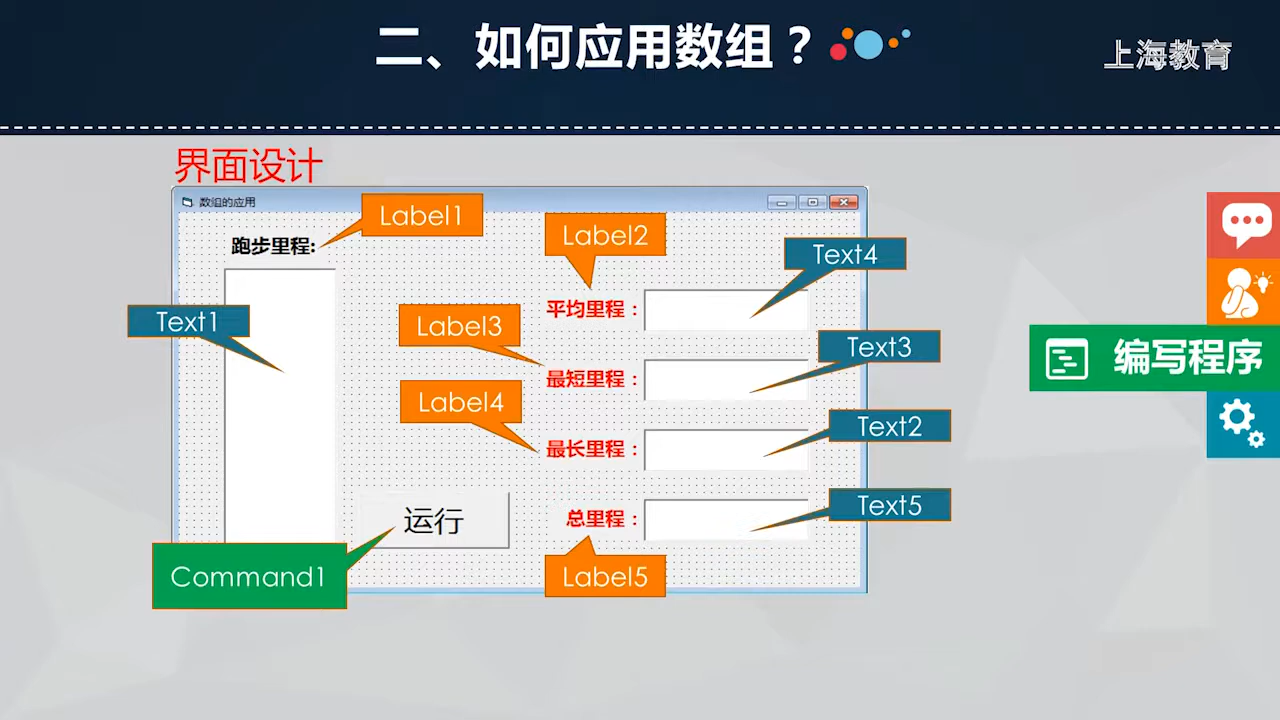 二、如何应用数组？
上海教育
界面设计
数组的应用
Label1
跑步里程:
Label2
Text4
平均里程：
Text1
Label3
Text3
最短里程：
编写程序
Label4
Text2
最长里程：
Text5
运行
总里程：
Command1
Label5